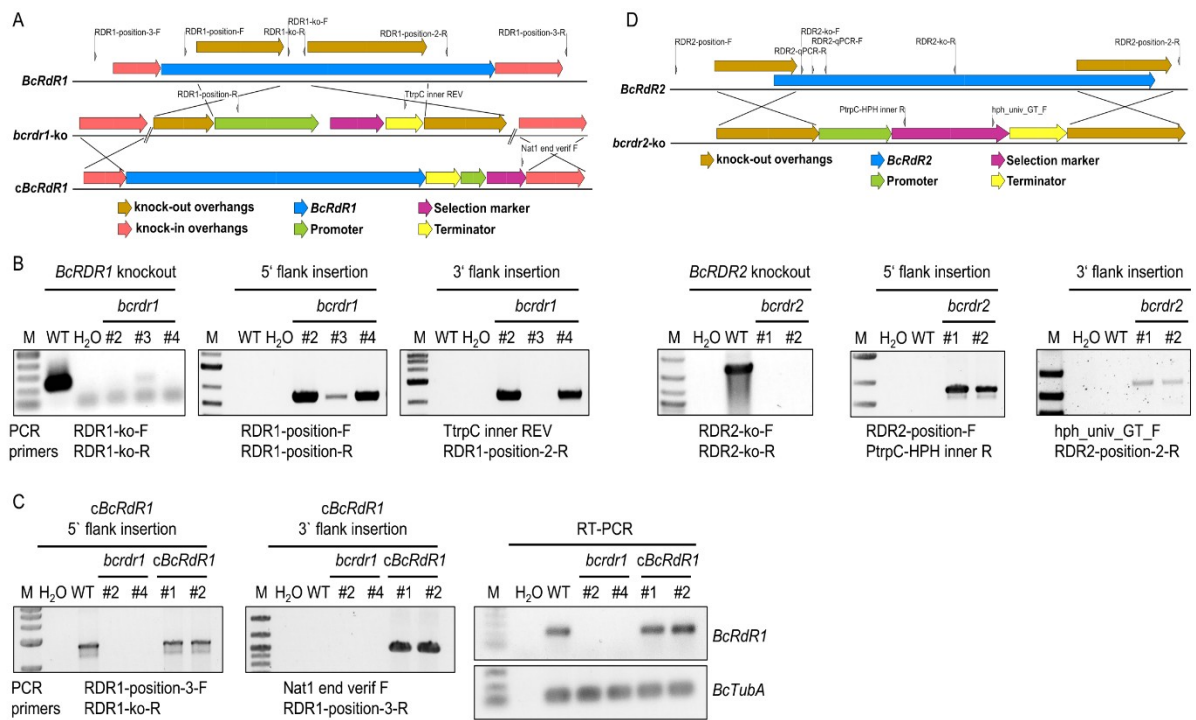 A
RDR1-position-3-F
RDR1-position-F
RDR1-ko-R
RDR1-ko-F
RDR1-position-2-R
RDR1-position-3-R
BcRdR1
RDR1-position-R
TtrpC inner REV
bcrdr1-ko
Nat1 end verif F
cBcRdR1
knock-out overhangs
BcRdR1
Selection marker
knock-in overhangs
Promoter
Terminator
D
RDR2-position-F
RDR2-ko-F
RDR2-qPCR-F
RDR2-qPCR-R
RDR2-ko-R
RDR2-position-2-R
BcRdR2
PtrpC-HPH inner R
hph_univ_GT_F
bcrdr2-ko
knock-out overhangs
BcRdR2
Selection marker
Promoter
Terminator
B
BcRDR1 knockout
bcrdr1
M WT H2O #2 #3 #4
PCR primers
RDR1-ko-F
RDR1-ko-R
5' flank insertion
bcrdr1
M WT H2O #2 #3 #4
RDR1-position-F
RDR1-position-R
3' flank insertion
bcrdr1
M WT H2O #2 #3 #4
TtrpC inner REV
RDR1-position-2-R
BcRDR2 knockout
bcrdr2
M H2O WT #1 #2
RDR2-ko-F
RDR2-ko-R
5' flank insertion
bcrdr2
M H2O WT #1 #2
RDR2-position-F
PtrpC-HPH inner R
3' flank insertion
bcrdr2
M H2O WT #1 #2
hph_univ_GT_F
RDR2-position-2-R
C
cBcRdR1
5` flank insertion
bcrdr1 cBcRdR1
M H2O WT #2 #4 #1 #2
PCR primers
RDR1-position-3-F
RDR1-ko-R
cBcRdR1
3` flank insertion
bcrdr1 cBcRdR1
M H2O WT #2 #4 #1 #2
Nat1 end verif F
RDR1-position-3-R
RT-PCR
bcrdr1 cBcRdR1
M H2O WT #2 #4 #1 #2
BcRdR1
BcTubA